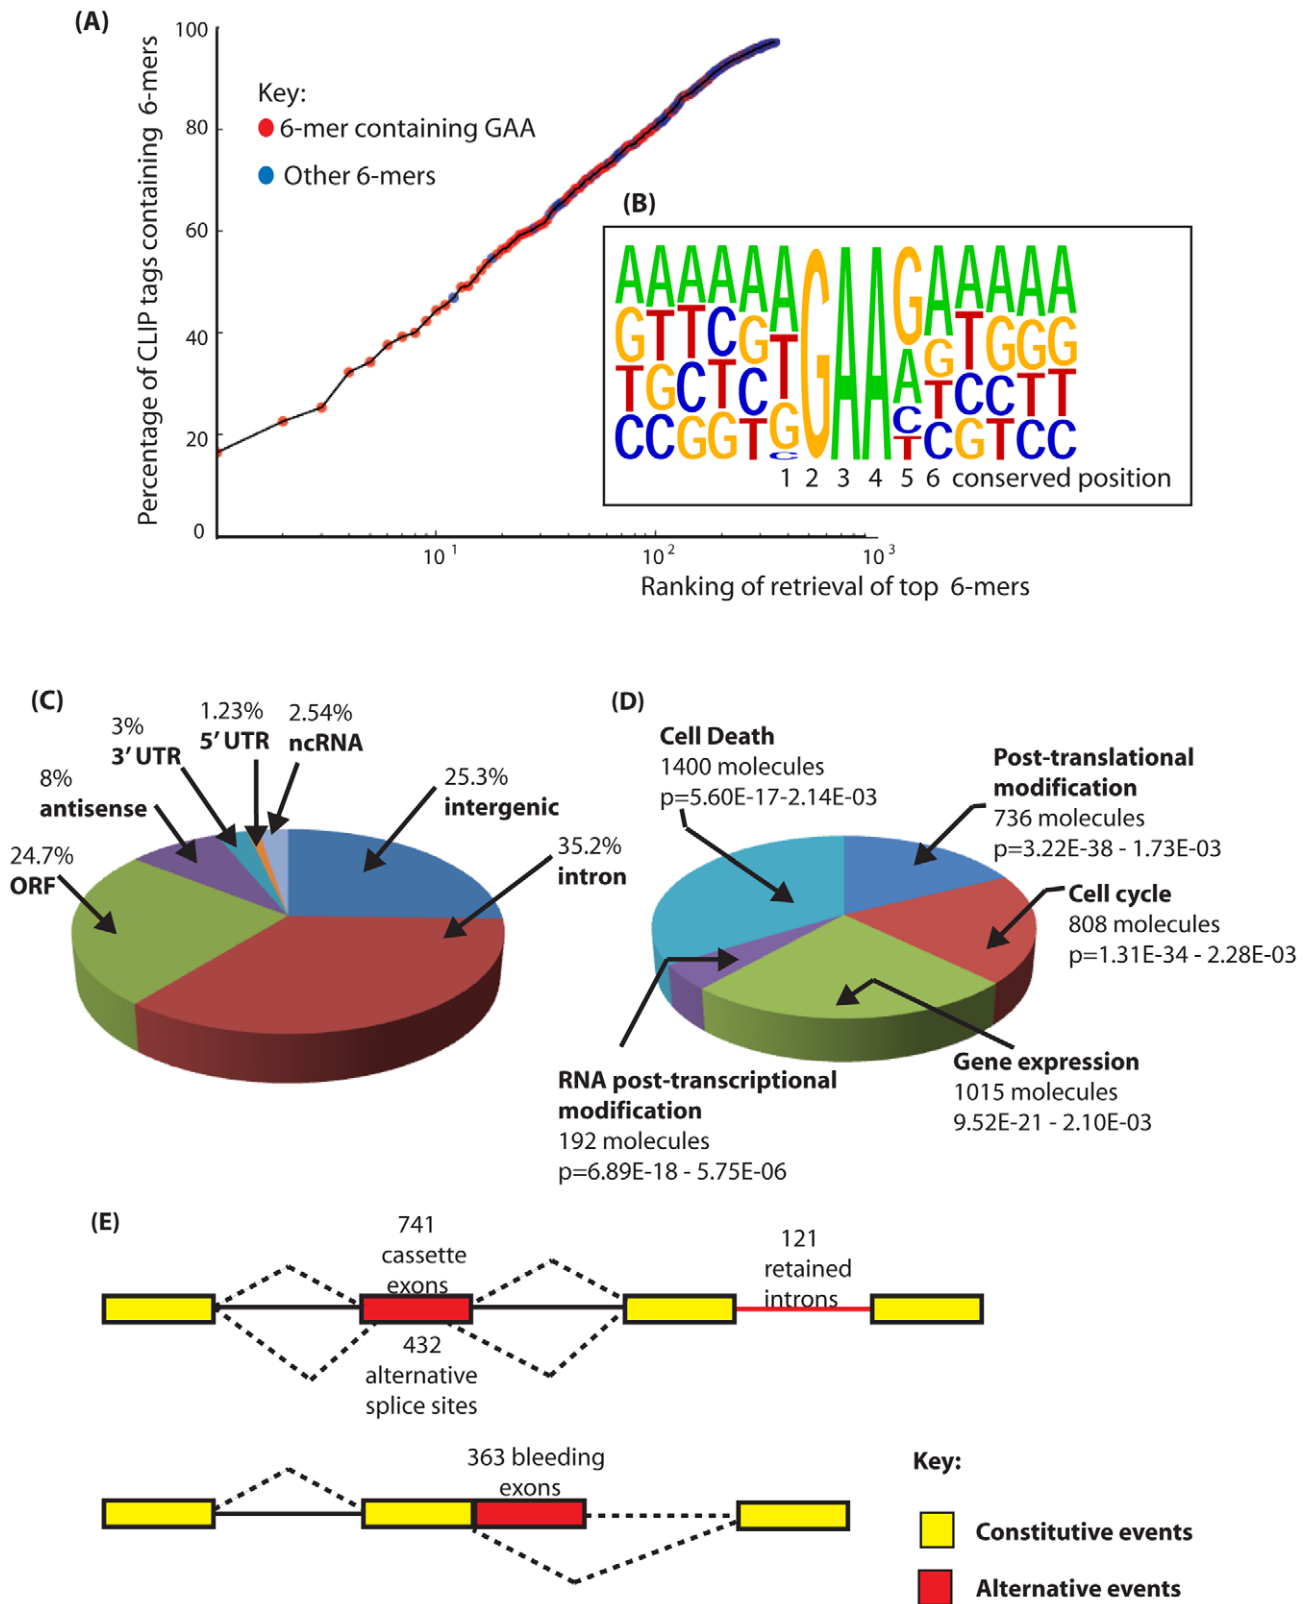 (A)
Percentage of CLIP tags containing 6-mers
100
80
60
40
20
0
Key:
6-mer containing GAA
Other 6-mers
10 1
10 2
10 3
Ranking of retrieval of top 6-mers
(B)
AAAAAAGAAGAAAAA
GTTCGTAGTGGG
TGCTCGCTCCTT
CCGGTCTCGTCC
1 2 3 4 5 6 conserved position
(C)
3%
3' UTR
1.23%
5' UTR
2.54%
ncRNA
8%
antisense
25.3%
intergenic
24.7%
ORF
35.2%
intron
(D)
Cell Death
1400 molecules
p=5.60E-17-2.14E-03
Post-translational
modification
736 molecules
p=3.22E-38 - 1.73E-03
Cell cycle
808 molecules
p=1.31E-34 - 2.28E-03
Gene expression
1015 molecules
9.52E-21 - 2.10E-03
RNA post-transcriptional
modification
192 molecules
p=6.89E-18 - 5.75E-06
(E)
741
cassette
exons
121
retained
introns
432
alternative
splice sites
363 bleeding
exons
Key:
Constitutive events
Alternative events